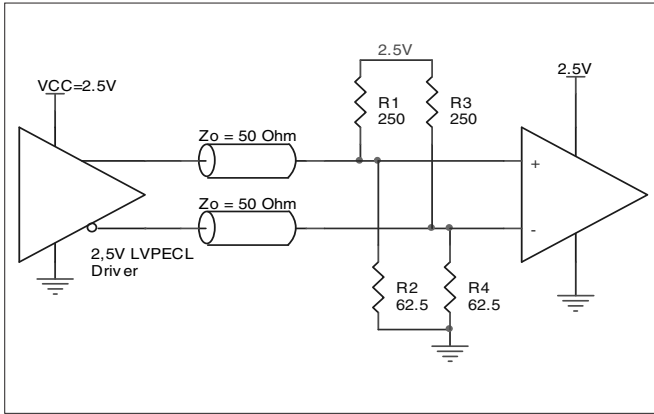 2.5V
VCC=2.5V
2.5V
R1
250
R3
250
Zo = 50 Ohm
+
Zo = 50 Ohm
-
2,5V LVPECL
Driver
R2
62.5
R4
62.5